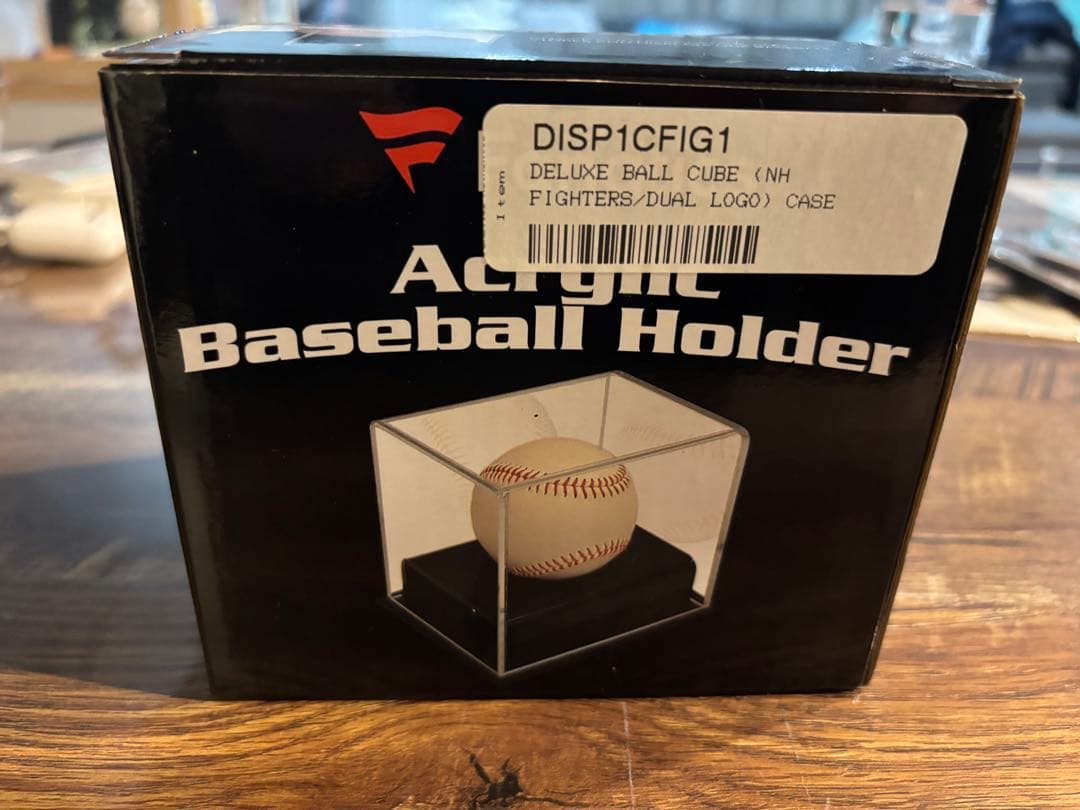 DISP1CFIG1
DELUXE BALL CUBE (NH
FIGHTERS/DUAL LOGO) CASE
Item
Acrylic
Baseball Holder